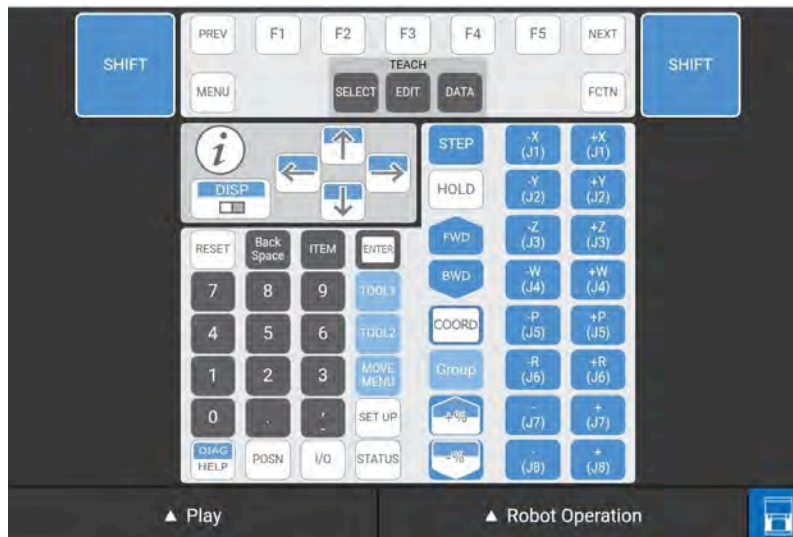 PREV F1 F2 F3 F4 F5 NEXT
SHIFT TEACH SHIFT
MENU SELECT EDIT DATA FCTN
i STEP -X (J1) +X (J1)
DISP HOLD -Y (J2) +Y (J2)
RESET Back Space ITEM ENTER FWD -Z (J3) +Z (J3)
7 8 9 TOOL1 BWD -W (J4) +W (J4)
4 5 6 TOOL2 COORD -P (J5) +P (J5)
1 2 3 MOVE MENU Group -R (J6) +R (J6)
0 . , - SET UP +% - (J7) + (J7)
DIAG HELP POSN I/O STATUS -% - (J8) + (J8)
▲ Play ▲ Robot Operation